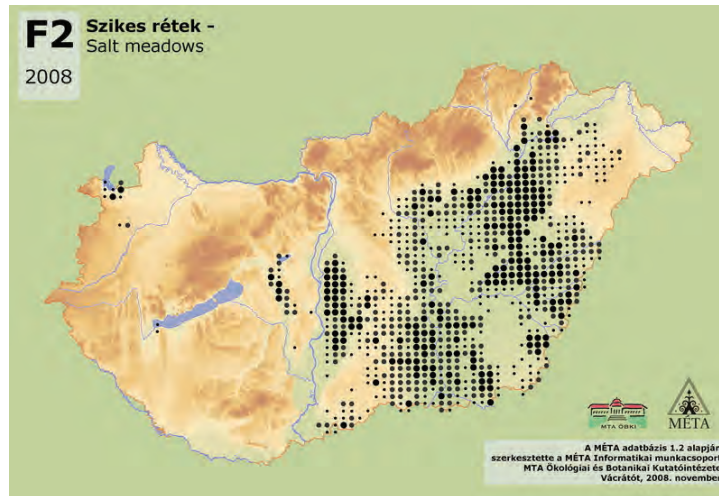 F2 Szikes rétek -
Salt meadows
2008
MTA ÖBKI
MÉTA
A MÉTA adatbázis 1.2 alapján
szerkesztette a MÉTA Informatikai munkacsoport
MTA Ökológiai és Botanikai Kutatóintézete
Vácrátót, 2008. november